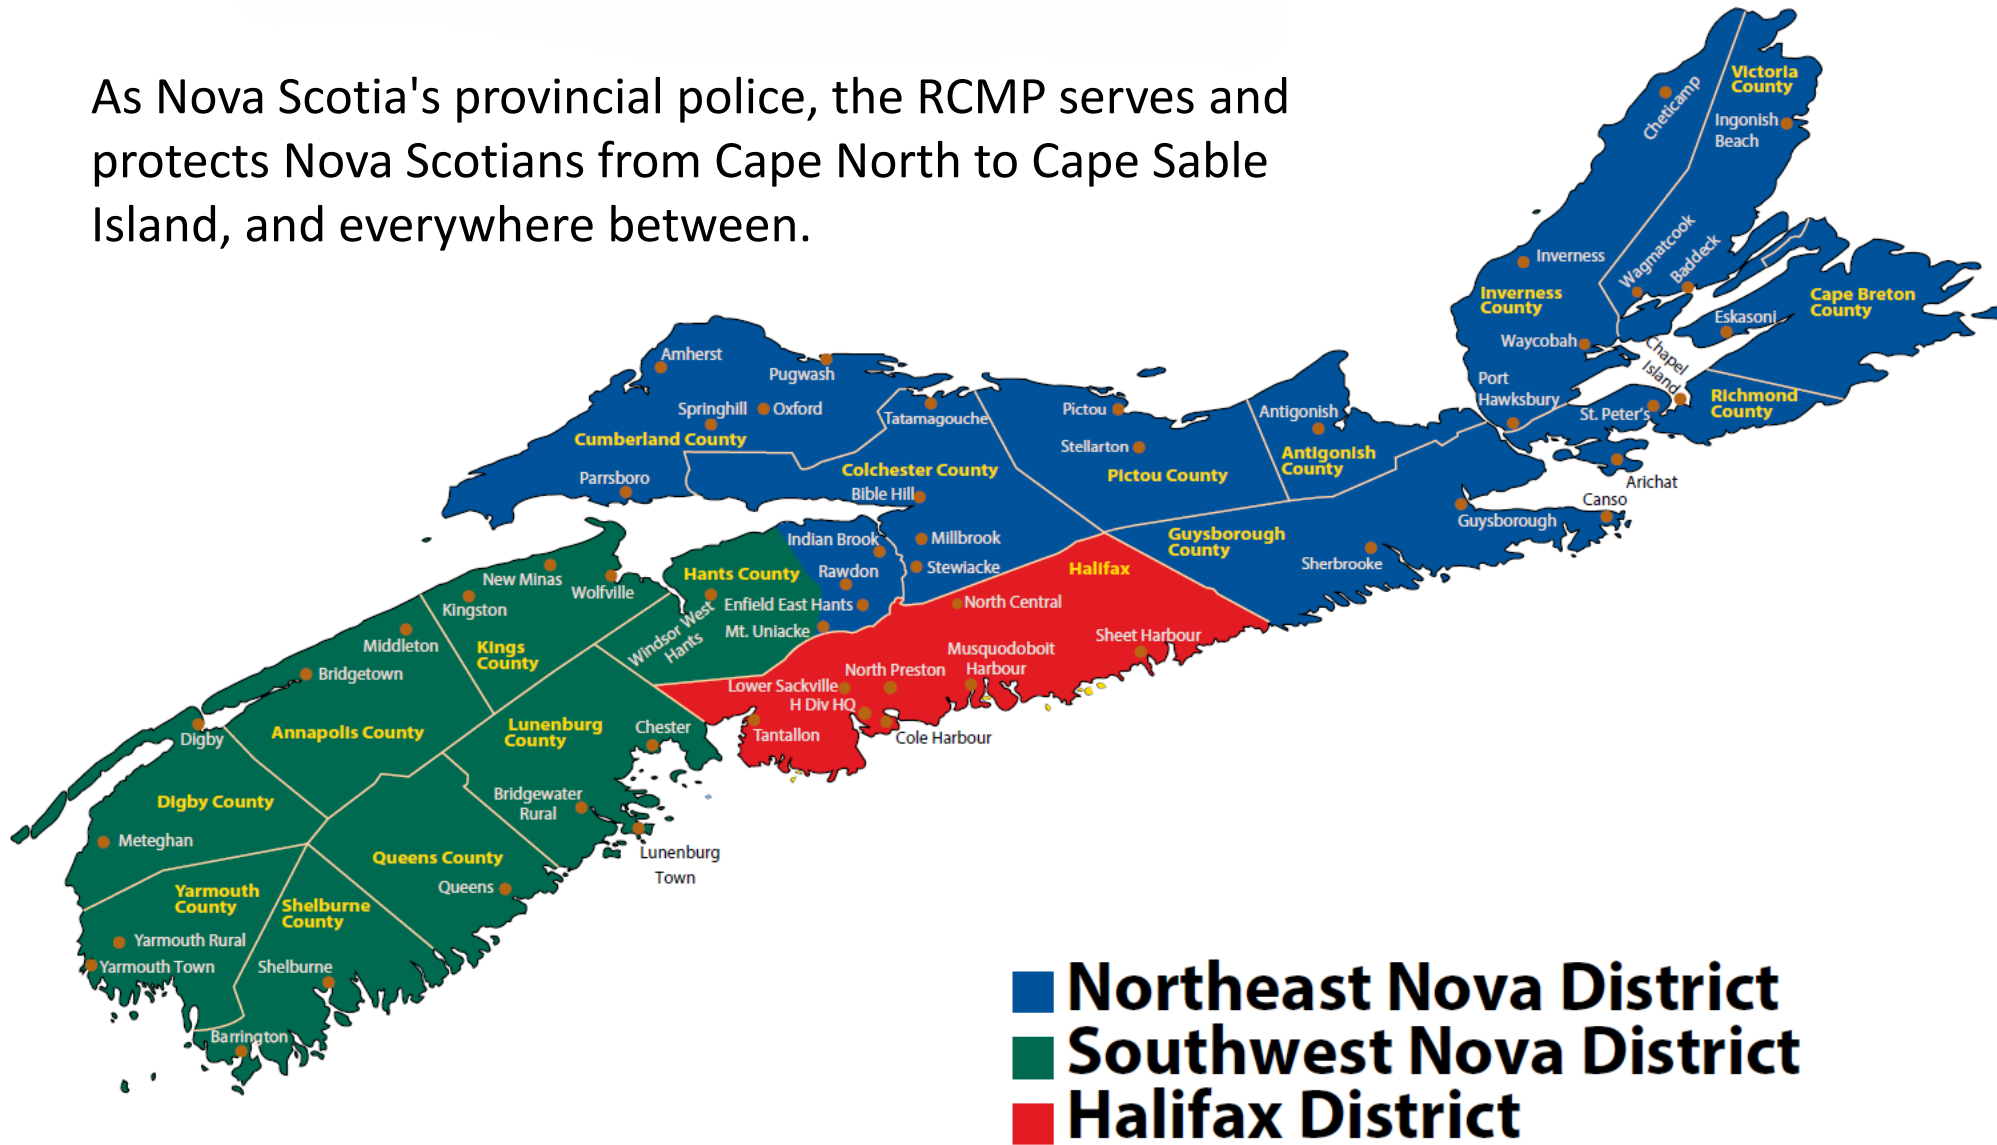 As Nova Scotia's provincial police, the RCMP serves and
protects Nova Scotians from Cape North to Cape Sable
Island, and everywhere between.
Victoria
County
Cheticamp
Ingonish
Beach
Wagmatcook
Baddeck
Inverness
Inverness
County
Cape Breton
County
Eskasoni
Waycobah
Chapel
Island
Port
Hawksbury
St. Peter's
Richmond
County
Arichat
Canso
Amherst
Pugwash
Springhill
Oxford
Cumberland County
Parrsboro
Tatamagouche
Colchester County
Bible Hill
Pictou
Stellarton
Pictou County
Antigonish
Antigonish
County
Guysborough
Guysborough
County
Sherbrooke
Indian Brook
Millbrook
Rawdon
Stewiacke
Hants County
Enfield East Hants
Mt. Uniacke
Windsor West
Hants
Halifax
North Central
Sheet Harbour
Musquodoboit
Harbour
North Preston
Lower Sackville
H Div HQ
Tantallon
Cole Harbour
New Minas
Wolfville
Kingston
Kings
County
Middleton
Bridgetown
Annapolis County
Digby
Lunenburg
County
Chester
Bridgewater
Rural
Lunenburg
Town
Digby County
Meteghan
Queens County
Queens
Yarmouth
County
Shelburne
County
Yarmouth Rural
Yarmouth Town
Shelburne
Barrington
Northeast Nova District
Southwest Nova District
Halifax District